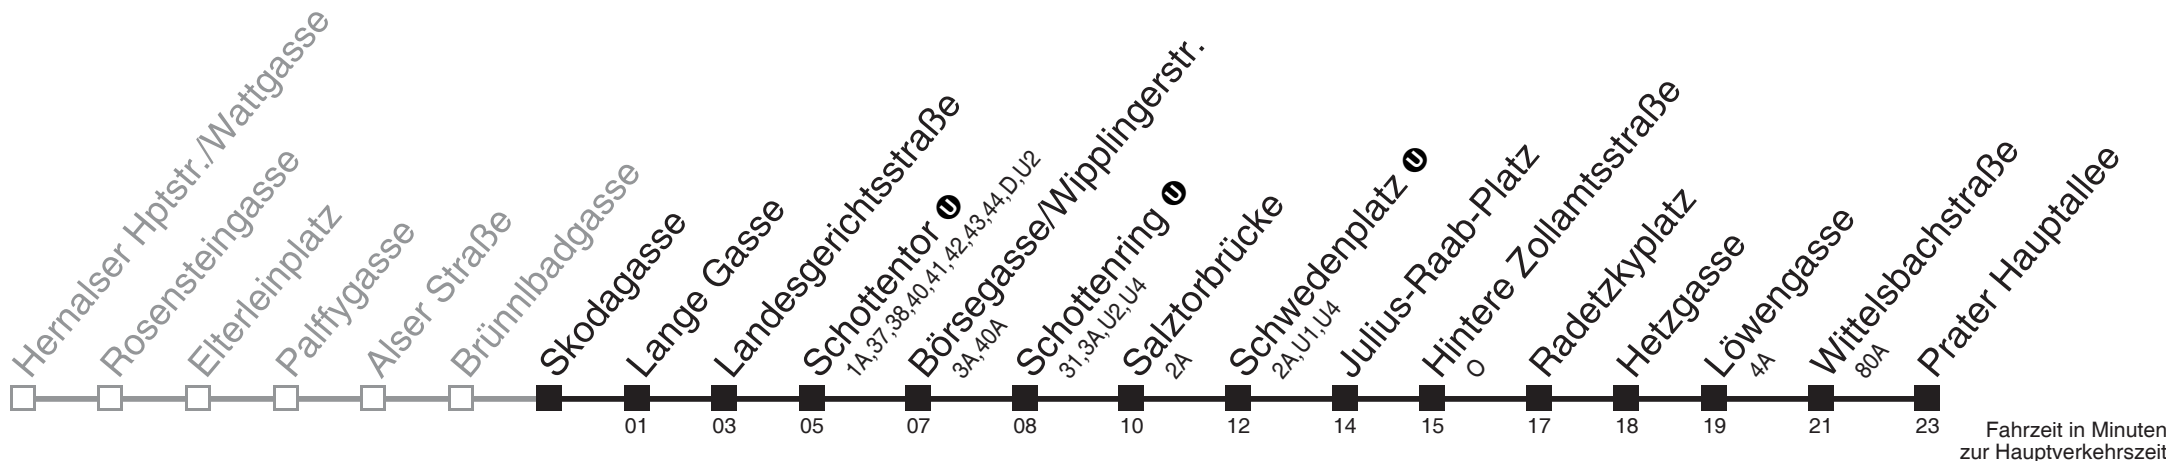 Hernalser Hptstr./Wattgasse
Rosensteingasse
Elterleinplatz
Palffygasse
Alser Straße
Brünnlbadgasse
Skodagasse
Lange Gasse
Landesgerichtsstraße
Schottentor U
1A,37,38,40,41,42,43,44,D,U2
Börsegasse/Wipplingerstr.
3A,40A
Schottenring U
31,3A,U2,U4
Salztorbrücke
2A
Schwedenplatz U
2A,U1,U4
Julius-Raab-Platz
Hintere Zollamtsstraße
O
Radetzkyplatz
Hetzgasse
Löwengasse
4A
Wittelsbachstraße
80A
Prater Hauptallee
01 03 05 07 08 10 12 14 15 17 18 19 21 23
Fahrzeit in Minuten
zur Hauptverkehrszeit